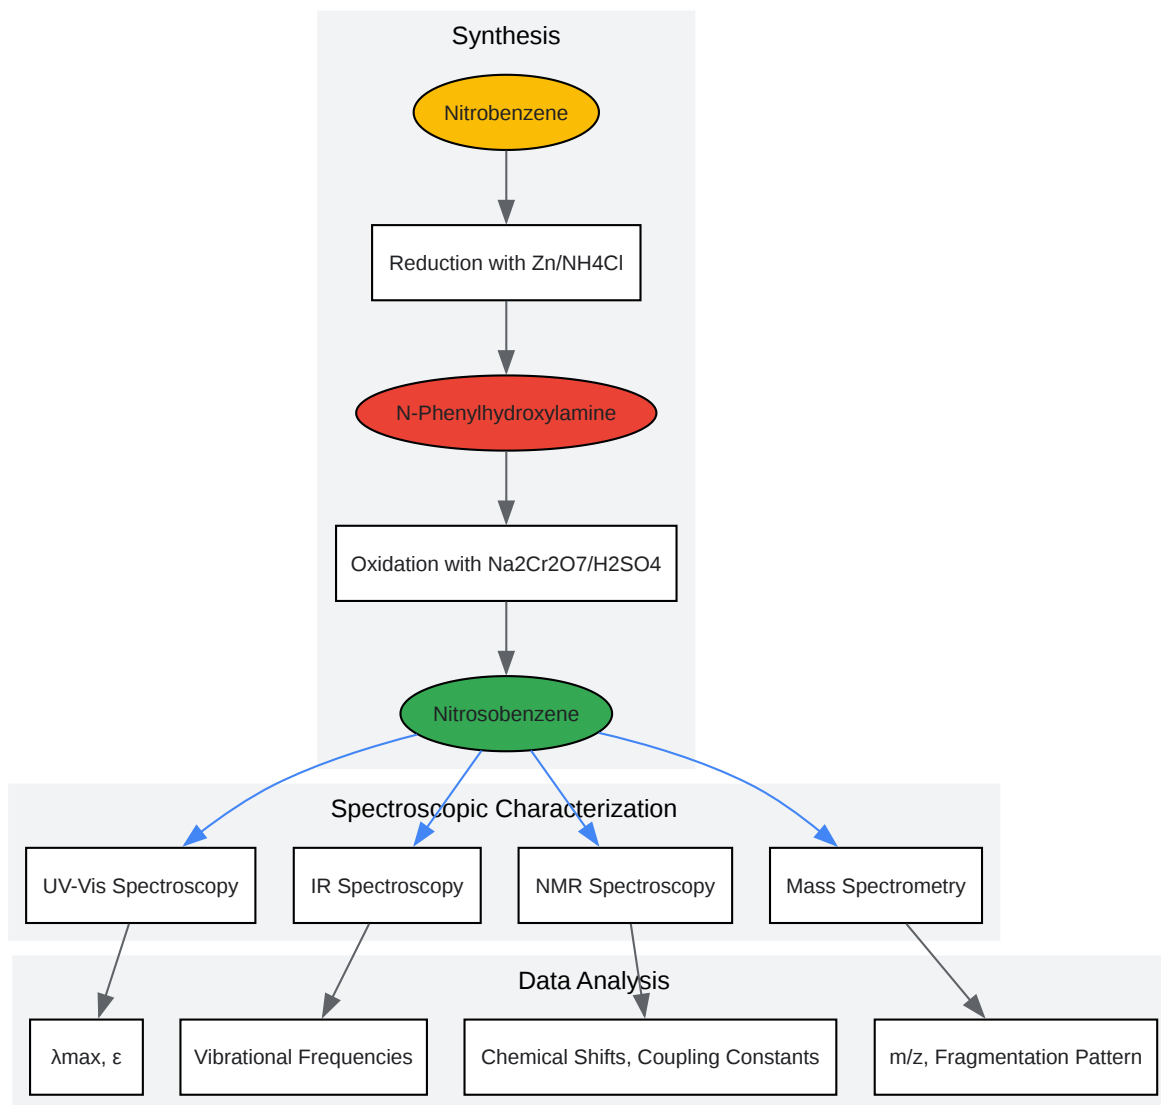 Synthesis
Nitrobenzene
Reduction with Zn/NH4Cl
N-Phenylhydroxylamine
Oxidation with Na2Cr2O7/H2SO4
Nitrosobenzene
Spectroscopic Characterization
UV-Vis Spectroscopy
IR Spectroscopy
NMR Spectroscopy
Mass Spectrometry
Data Analysis
λmax, ε
Vibrational Frequencies
Chemical Shifts, Coupling Constants
m/z, Fragmentation Pattern